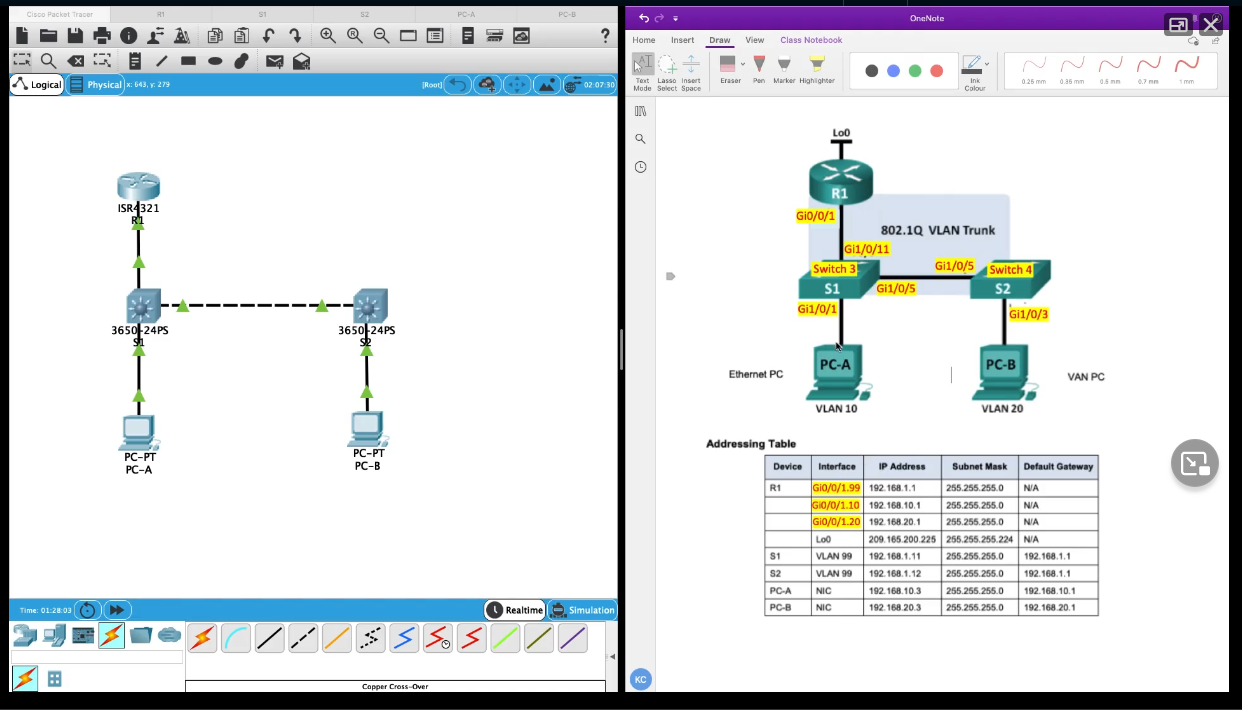 Cisco Packet Tracer R1 S1 S2 PC-A PC-B
Logical Physical x: 643, y: 279 [Root] 02:07:30
ISR4321
R1
3650-24PS
S1
3650-24PS
S2
PC-PT
PC-A
PC-PT
PC-B
Time: 01:28:03 Realtime Simulation
Copper Cross-Over
OneNote
Home Insert Draw View Class Notebook
Text Mode
Lasso Select
Insert Space
Eraser
Pen
Marker
Highlighter
Ink Colour
0.25 mm 0.35 mm 0.5 mm 0.7 mm 1 mm
Lo0
R1
Gi0/0/1
802.1Q VLAN Trunk
Gi1/0/11
Switch 3
Gi1/0/5
Switch 4
S1
Gi1/0/5
S2
Gi1/0/1
Gi1/0/3
PC-A
PC-B
Ethernet PC
VAN PC
VLAN 10
VLAN 20
Addressing Table
Device Interface IP Address Subnet Mask Default Gateway
R1 Gi0/0/1.99 192.168.1.1 255.255.255.0 N/A
Gi0/0/1.10 192.168.10.1 255.255.255.0 N/A
Gi0/0/1.20 192.168.20.1 255.255.255.0 N/A
Lo0 209.165.200.225 255.255.255.224 N/A
S1 VLAN 99 192.168.1.11 255.255.255.0 192.168.1.1
S2 VLAN 99 192.168.1.12 255.255.255.0 192.168.1.1
PC-A NIC 192.168.10.3 255.255.255.0 192.168.10.1
PC-B NIC 192.168.20.3 255.255.255.0 192.168.20.1
KC